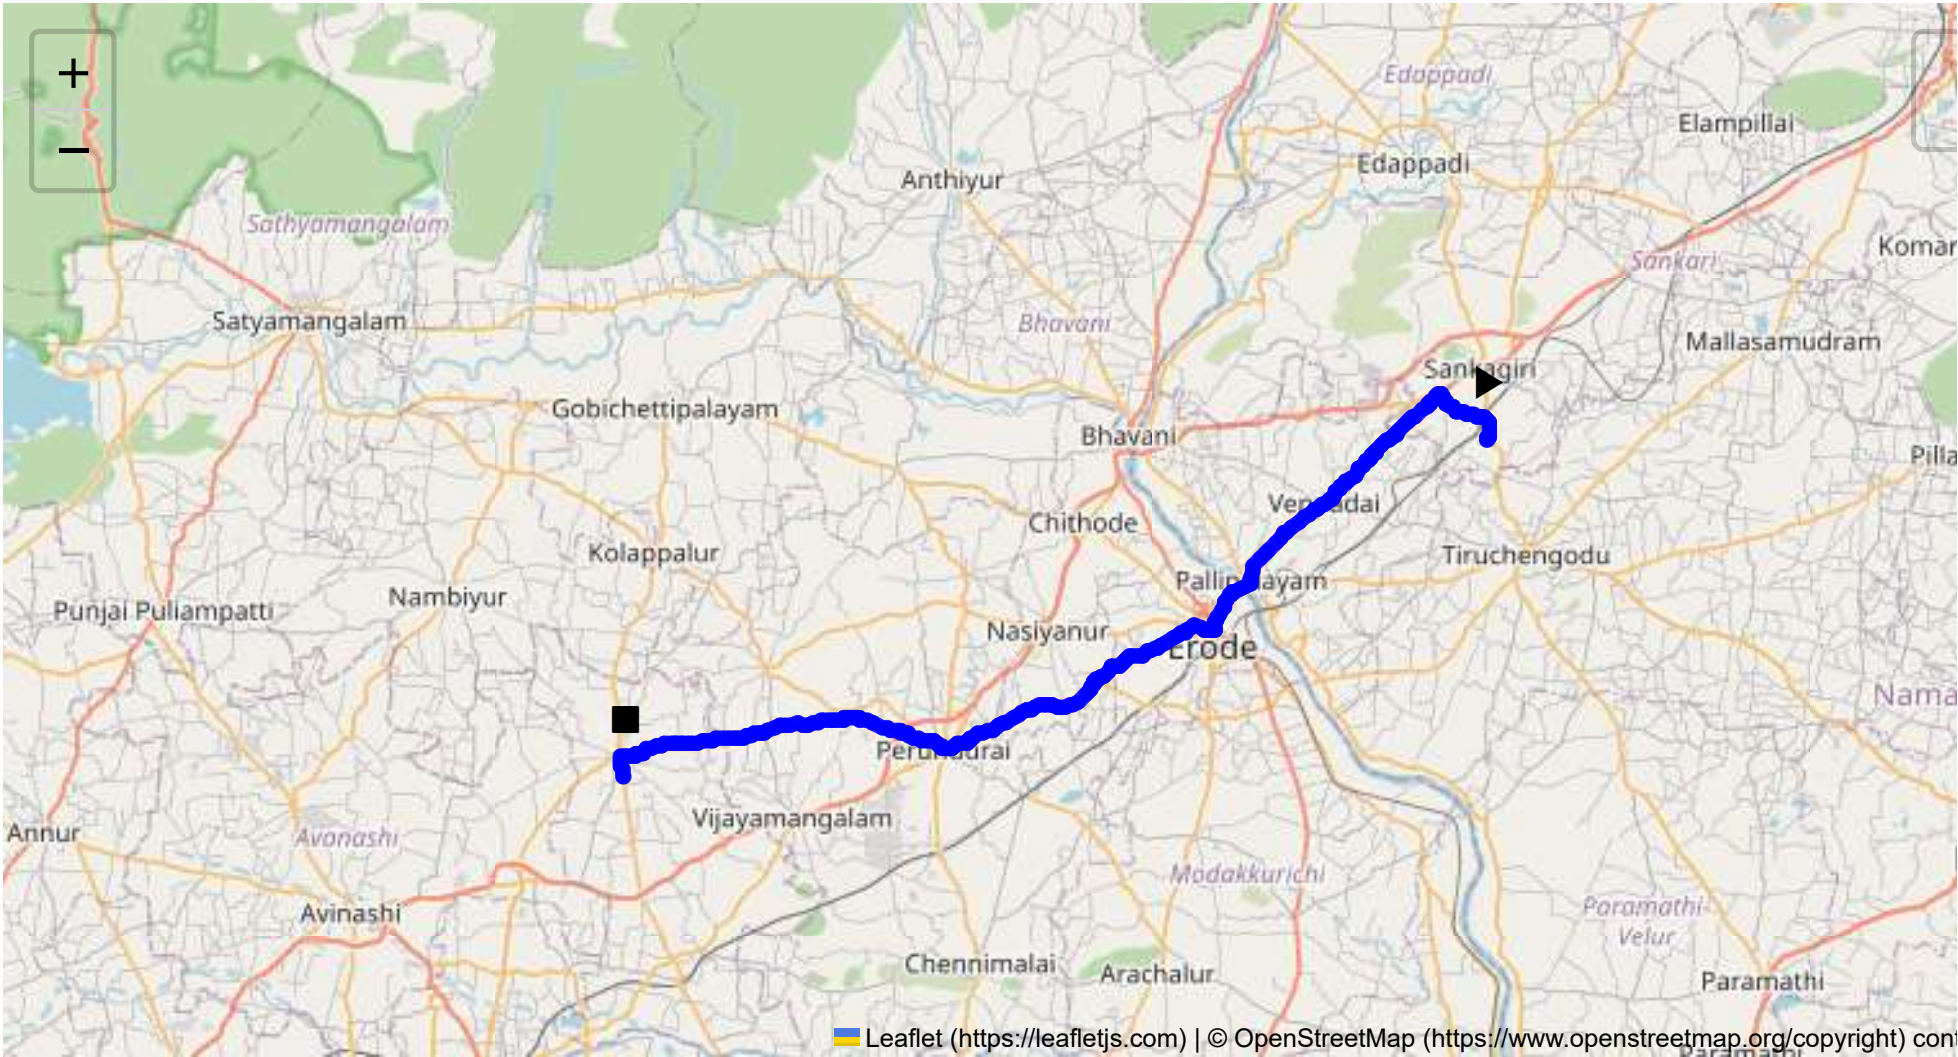 +
−
Edappadi
Elampillai
Edappadi
Anthiyur
Sathyamangalam
Komar
Sankari
Satyamangalam
Bhavani
Mallasamudram
Sankagiri
Gobichettipalayam
Bhavani
Pilla
Chithode
Kolappalur
Tiruchengodu
Nambiyur
Punjai Puliampatti
Nasiyanur
Erode
Nama
Vijayamangalam
Annur
Avanashi
Modakkurichi
Avinashi
Paramathi-
Velur
Chennimalai
Arachalur
Paramathi
Leaflet (https://leafletjs.com) | © OpenStreetMap (https://www.openstreetmap.org/copyright) con